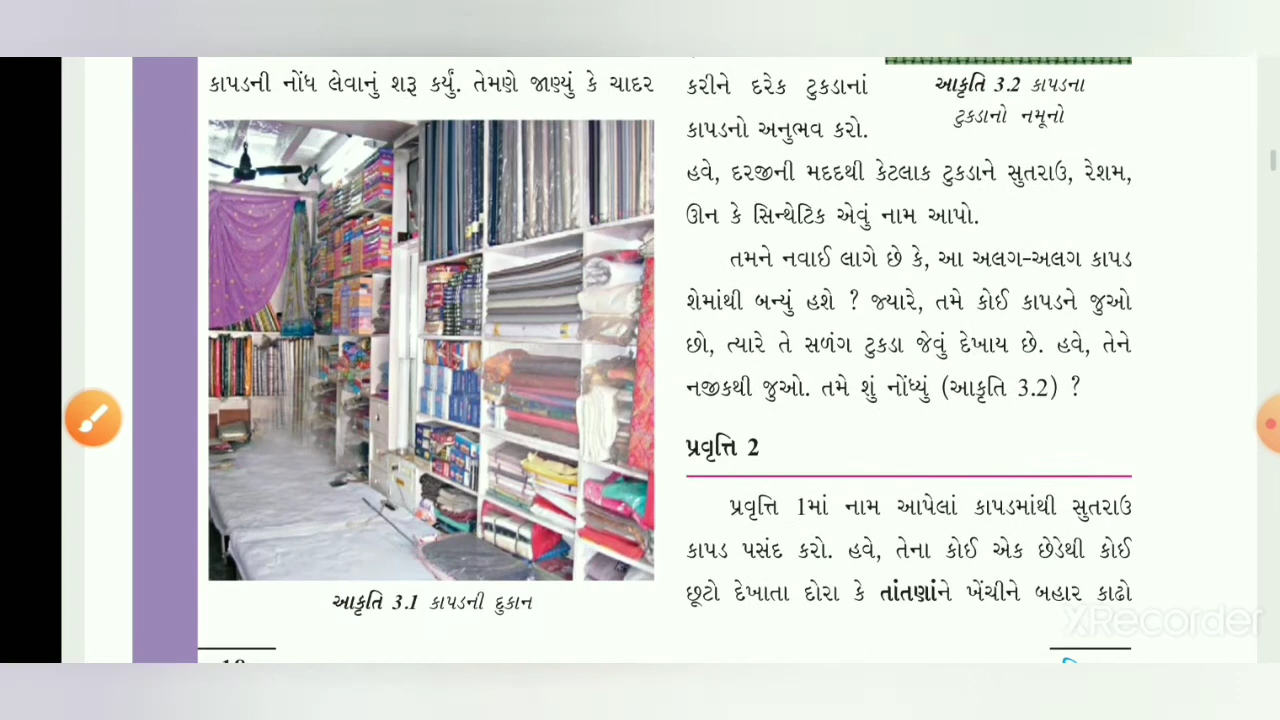 કાપડની નોંધ લેવાનું શરૂ કર્યું. તેમણે જાણ્યું કે ચાદર
આકૃતિ 3.1 કાપડની દુકાન
કરીને દરેક ટુકડાનાં
કાપડનો અનુભવ કરો.
આકૃતિ 3.2 કાપડના
ટુકડાનો નમૂનો
હવે, દરજીની મદદથી કેટલાક ટુકડાને સુતરાઉ, રેશમ,
ઊન કે સિન્થેટિક એવું નામ આપો.
તમને નવાઈ લાગે છે કે, આ અલગ-અલગ કાપડ
શેમાંથી બન્યું હશે ? જ્યારે, તમે કોઈ કાપડને જુઓ
છો, ત્યારે તે સળંગ ટુકડા જેવું દેખાય છે. હવે, તેને
નજીકથી જુઓ. તમે શું નોંધ્યું (આકૃતિ 3.2) ?
પ્રવૃત્તિ 2
પ્રવૃત્તિ 1માં નામ આપેલાં કાપડમાંથી સુતરાઉ
કાપડ પસંદ કરો. હવે, તેના કોઈ એક છેડેથી કોઈ
છૂટો દેખાતા દોરા કે તાંતણાંને ખેંચીને બહાર કાઢો
XRecorder